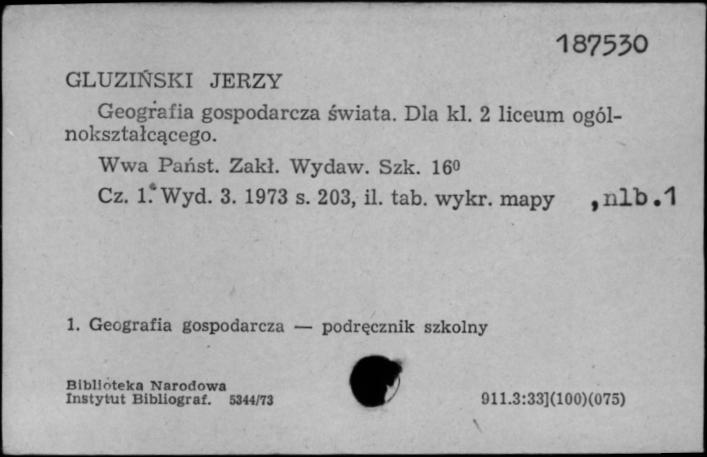 187530
GLUZIŃSKI JERZY
Geografia gospodarcza świata. Dla kl. 2 liceum ogól-
nokształcącego.
Wwa Państ. Zakł. Wydaw. Szk. 16⁰
Cz. 1. Wyd. 3. 1973 s. 203, il. tab. wykr. mapy , nlb.1
1. Geografia gospodarcza — podręcznik szkolny
Biblioteka Narodowa
Instytut Bibliograf. 5344/73
911.3:33](100)(075)